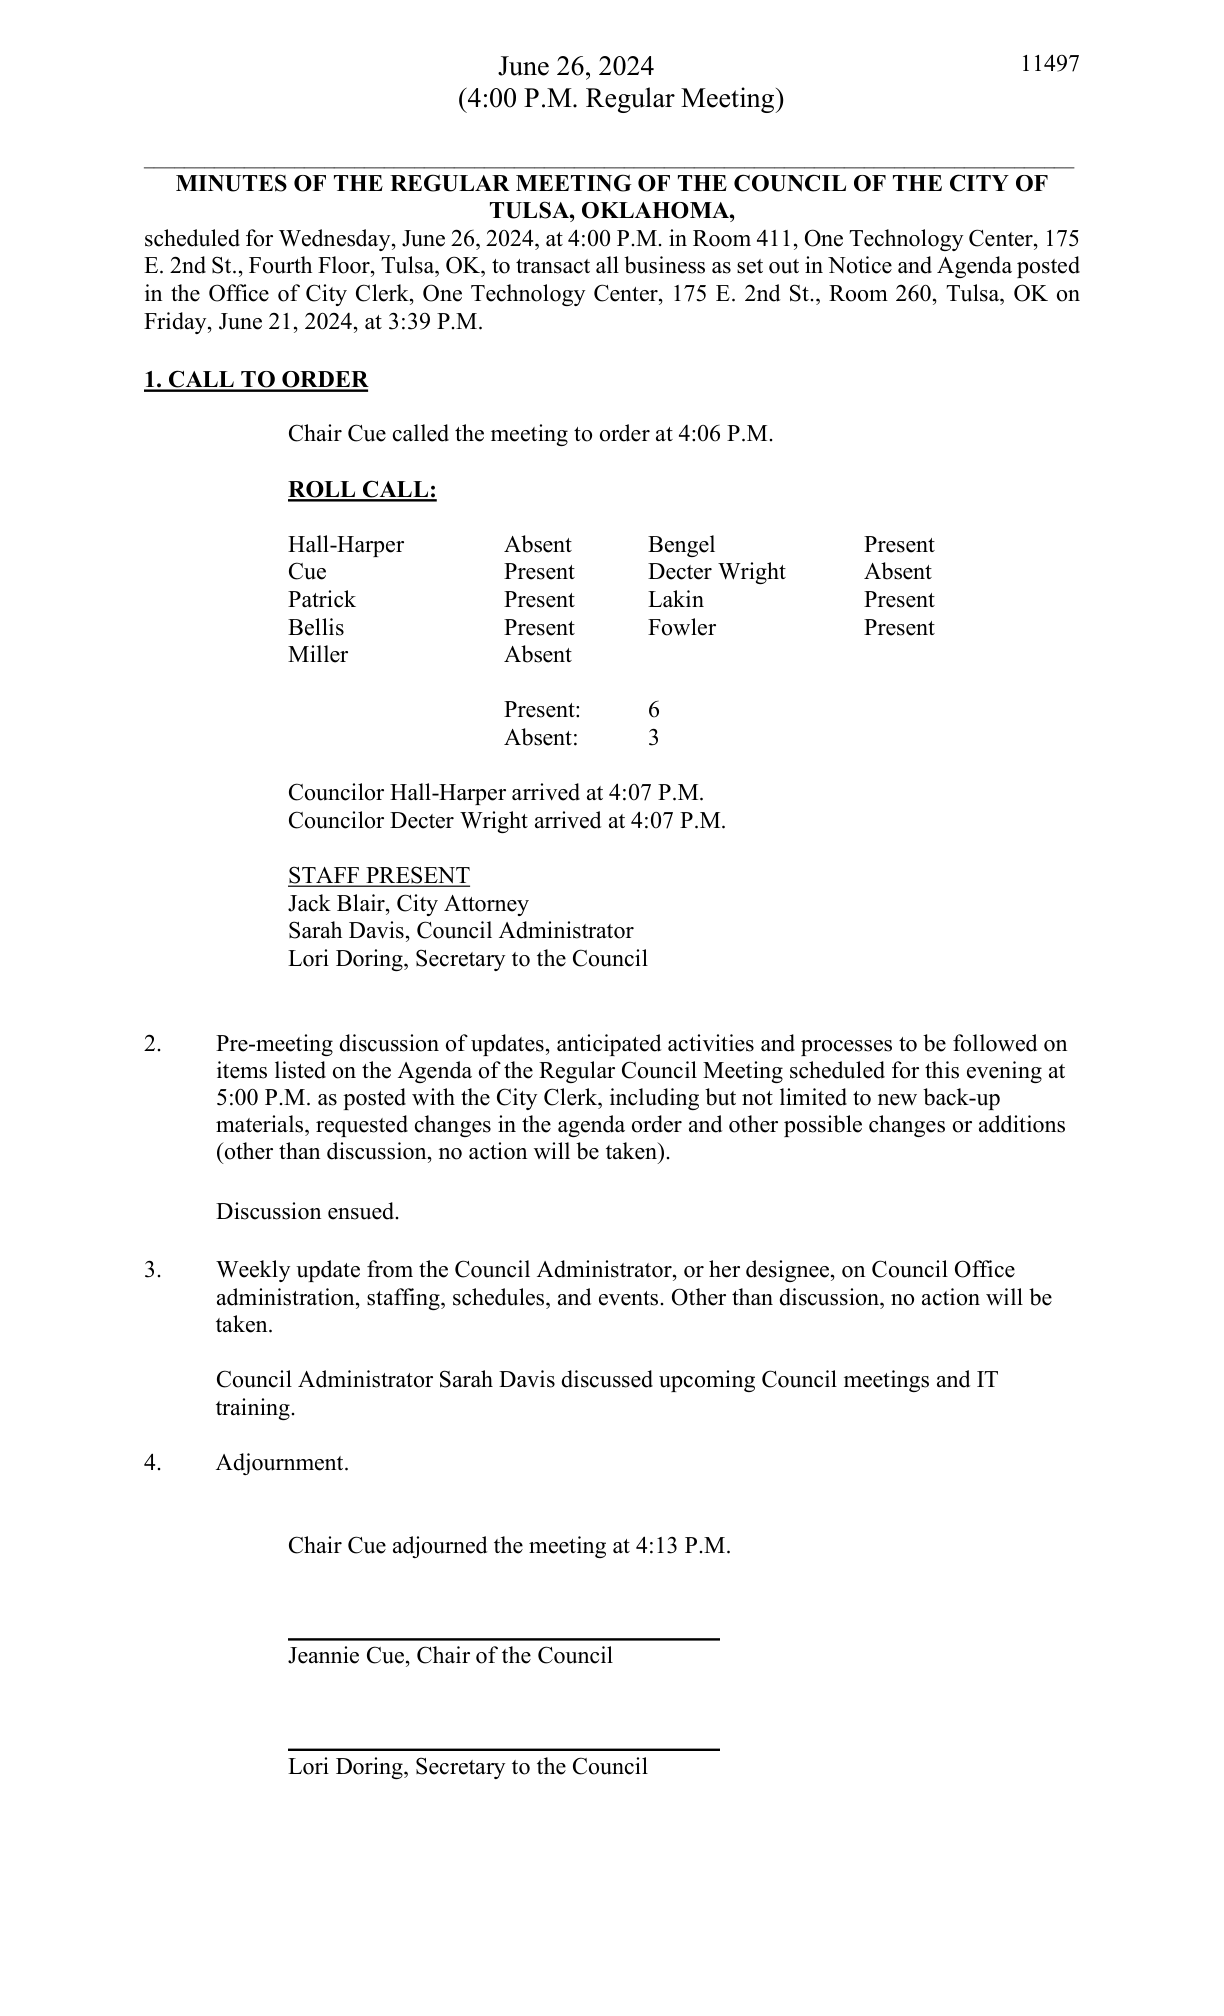 June 26, 2024 11497
(4:00 P.M. Regular Meeting)
MINUTES OF THE REGULAR MEETING OF THE COUNCIL OF THE CITY OF
TULSA, OKLAHOMA,
scheduled for Wednesday, June 26, 2024, at 4:00 P.M. in Room 411, One Technology Center, 175
E. 2nd St., Fourth Floor, Tulsa, OK, to transact all business as set out in Notice and Agenda posted
in the Office of City Clerk, One Technology Center, 175 E. 2nd St., Room 260, Tulsa, OK on
Friday, June 21, 2024, at 3:39 P.M.
1. CALL TO ORDER
Chair Cue called the meeting to order at 4:06 P.M.
ROLL CALL:
Hall-Harper Absent Bengel Present
Cue Present Decter Wright Absent
Patrick Present Lakin Present
Bellis Present Fowler Present
Miller Absent
Present: 6
Absent: 3
Councilor Hall-Harper arrived at 4:07 P.M.
Councilor Decter Wright arrived at 4:07 P.M.
STAFF PRESENT
Jack Blair, City Attorney
Sarah Davis, Council Administrator
Lori Doring, Secretary to the Council
2. Pre-meeting discussion of updates, anticipated activities and processes to be followed on
items listed on the Agenda of the Regular Council Meeting scheduled for this evening at
5:00 P.M. as posted with the City Clerk, including but not limited to new back-up
materials, requested changes in the agenda order and other possible changes or additions
(other than discussion, no action will be taken).
Discussion ensued.
3. Weekly update from the Council Administrator, or her designee, on Council Office
administration, staffing, schedules, and events. Other than discussion, no action will be
taken.
Council Administrator Sarah Davis discussed upcoming Council meetings and IT
training.
4. Adjournment.
Chair Cue adjourned the meeting at 4:13 P.M.
Jeannie Cue, Chair of the Council
Lori Doring, Secretary to the Council